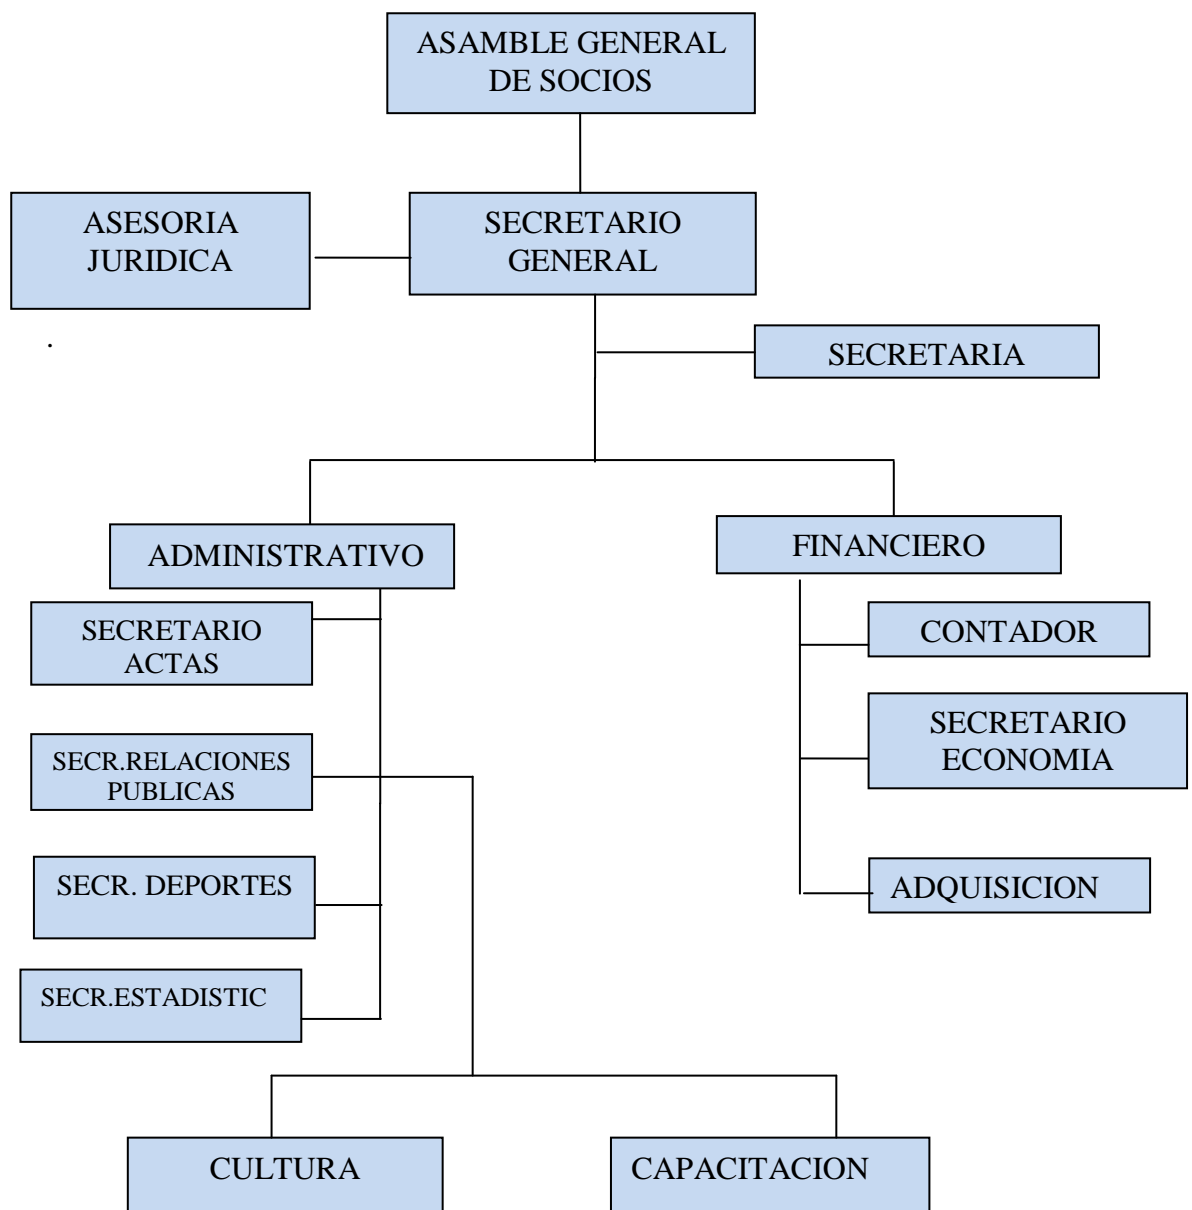 ASAMBLE GENERAL
DE SOCIOS
ASESORIA
JURIDICA
SECRETARIO
GENERAL
.
SECRETARIA
ADMINISTRATIVO
FINANCIERO
SECRETARIO
ACTAS
CONTADOR
SECR.RELACIONES
PUBLICAS
SECRETARIO
ECONOMIA
SECR. DEPORTES
ADQUISICION
SECR.ESTADISTIC
CULTURA
CAPACITACION